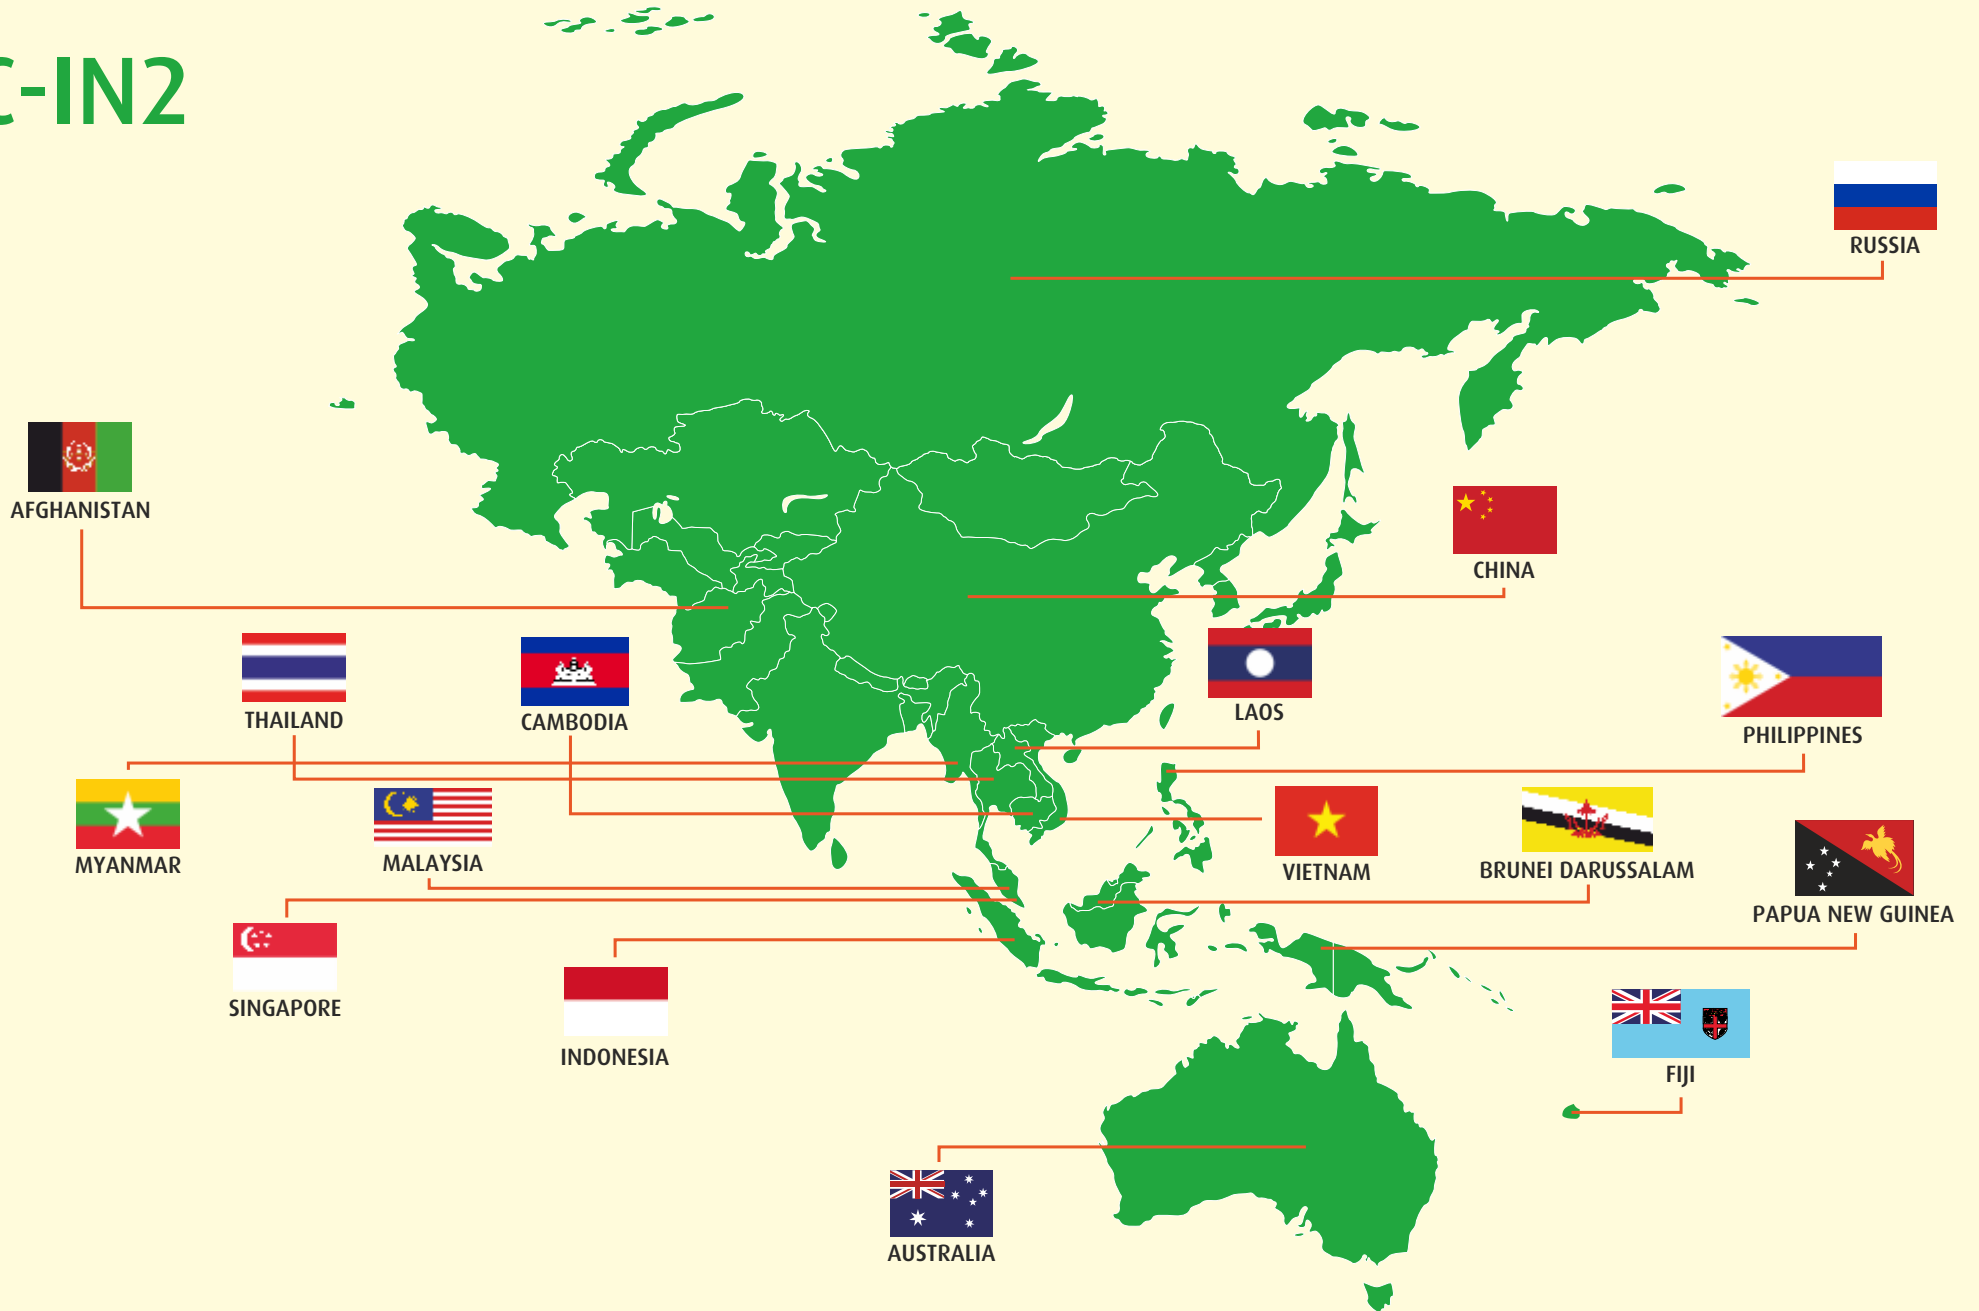 C-IN2
RUSSIA
AFGHANISTAN
CHINA
THAILAND
CAMBODIA
LAOS
PHILIPPINES
MYANMAR
MALAYSIA
VIETNAM
BRUNEI DARUSSALAM
PAPUA NEW GUINEA
SINGAPORE
INDONESIA
FIJI
AUSTRALIA